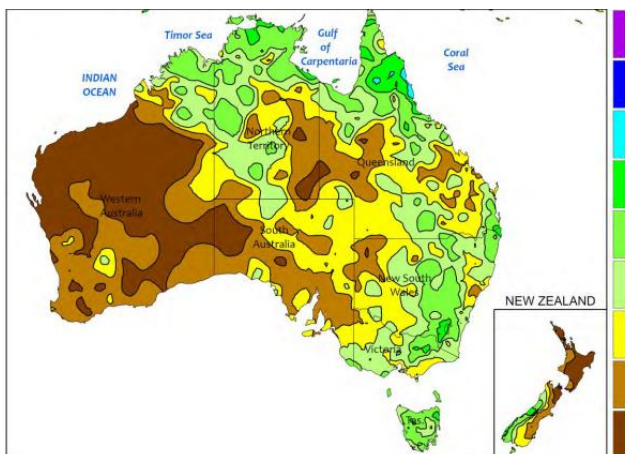 Timor Sea
Gulf
of
Carpentaria
Coral
Sea
INDIAN
OCEAN
Northern
Territory
Queensland
Western
Australia
South
Australia
New South
Wales
NEW ZEALAND
Victoria
Tas